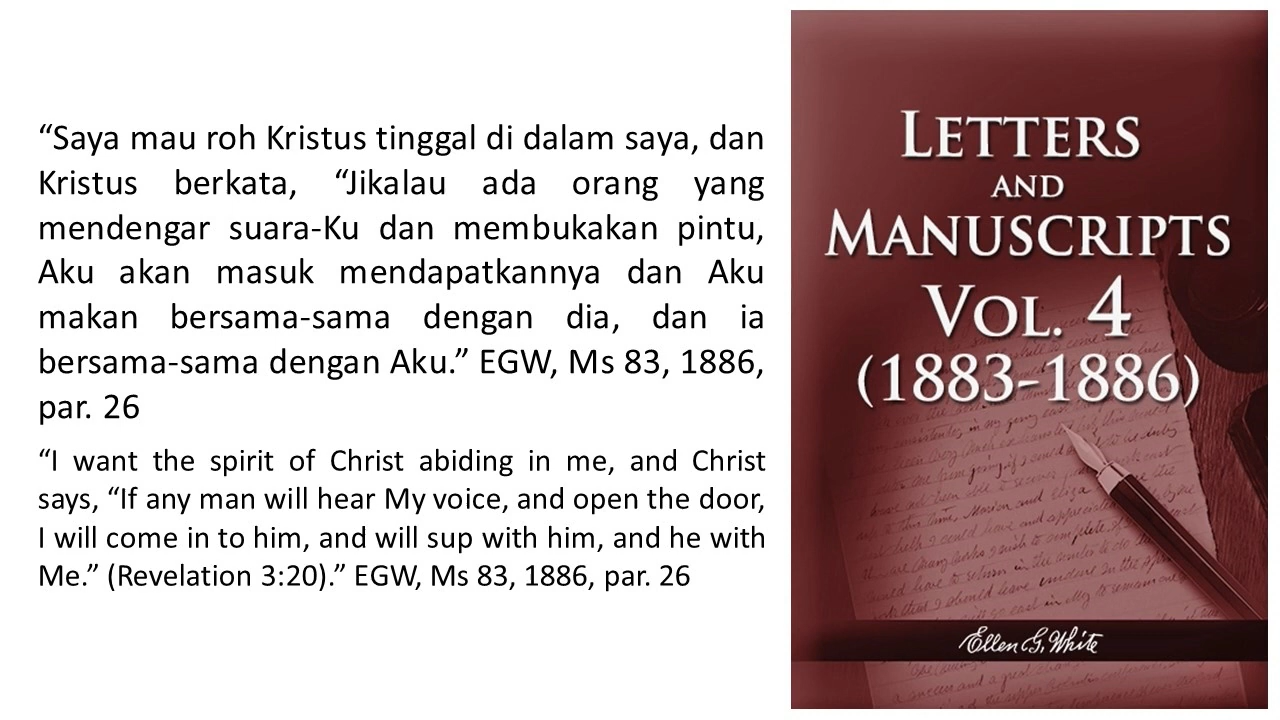 “Saya mau roh Kristus tinggal di dalam saya, dan
Kristus berkata, “Jikalau ada orang yang
mendengar suara-Ku dan membukakan pintu,
Aku akan masuk mendapatkannya dan Aku
makan bersama-sama dengan dia, dan ia
bersama-sama dengan Aku.” EGW, Ms 83, 1886,
par. 26
“I want the spirit of Christ abiding in me, and Christ
says, “If any man will hear My voice, and open the door,
I will come in to him, and will sup with him, and he with
Me.” (Revelation 3:20).” EGW, Ms 83, 1886, par. 26
LETTERS
AND
MANUSCRIPTS
VOL. 4
(1883-1886)
Ellen G. White